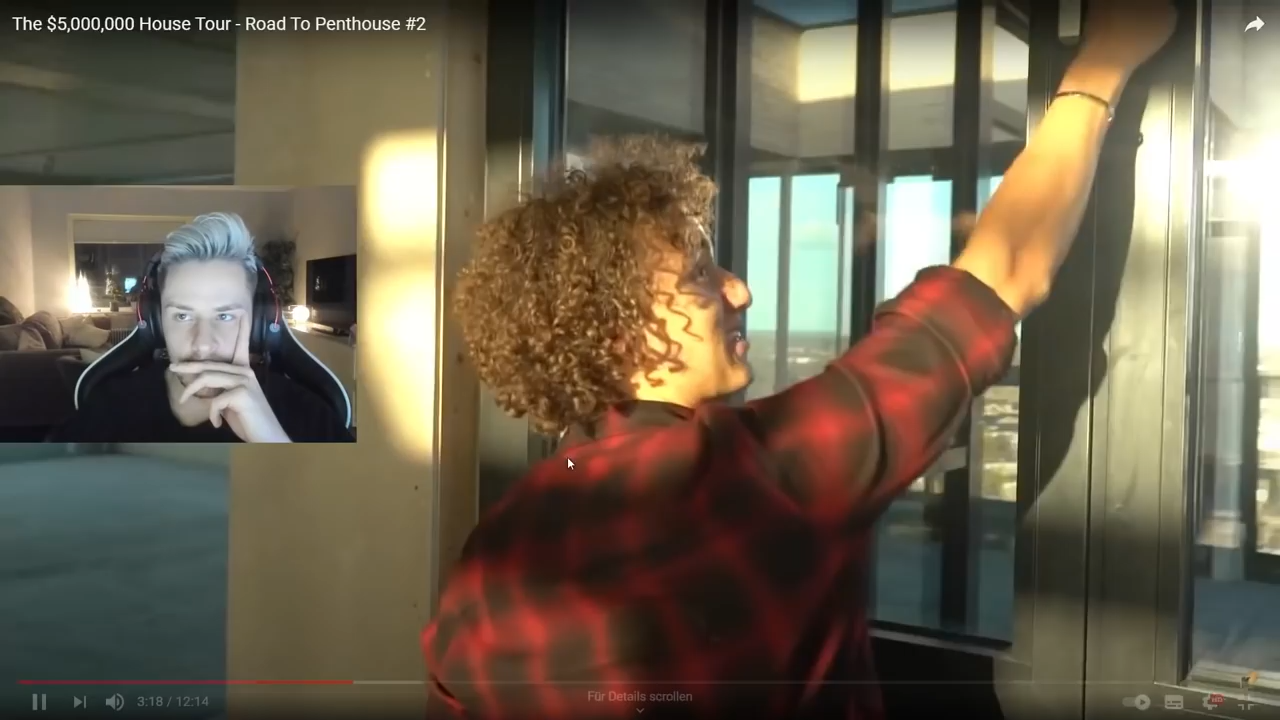 The $5,000,000 House Tour - Road To Penthouse #2
3:18 / 12:14
Für Details scrollen